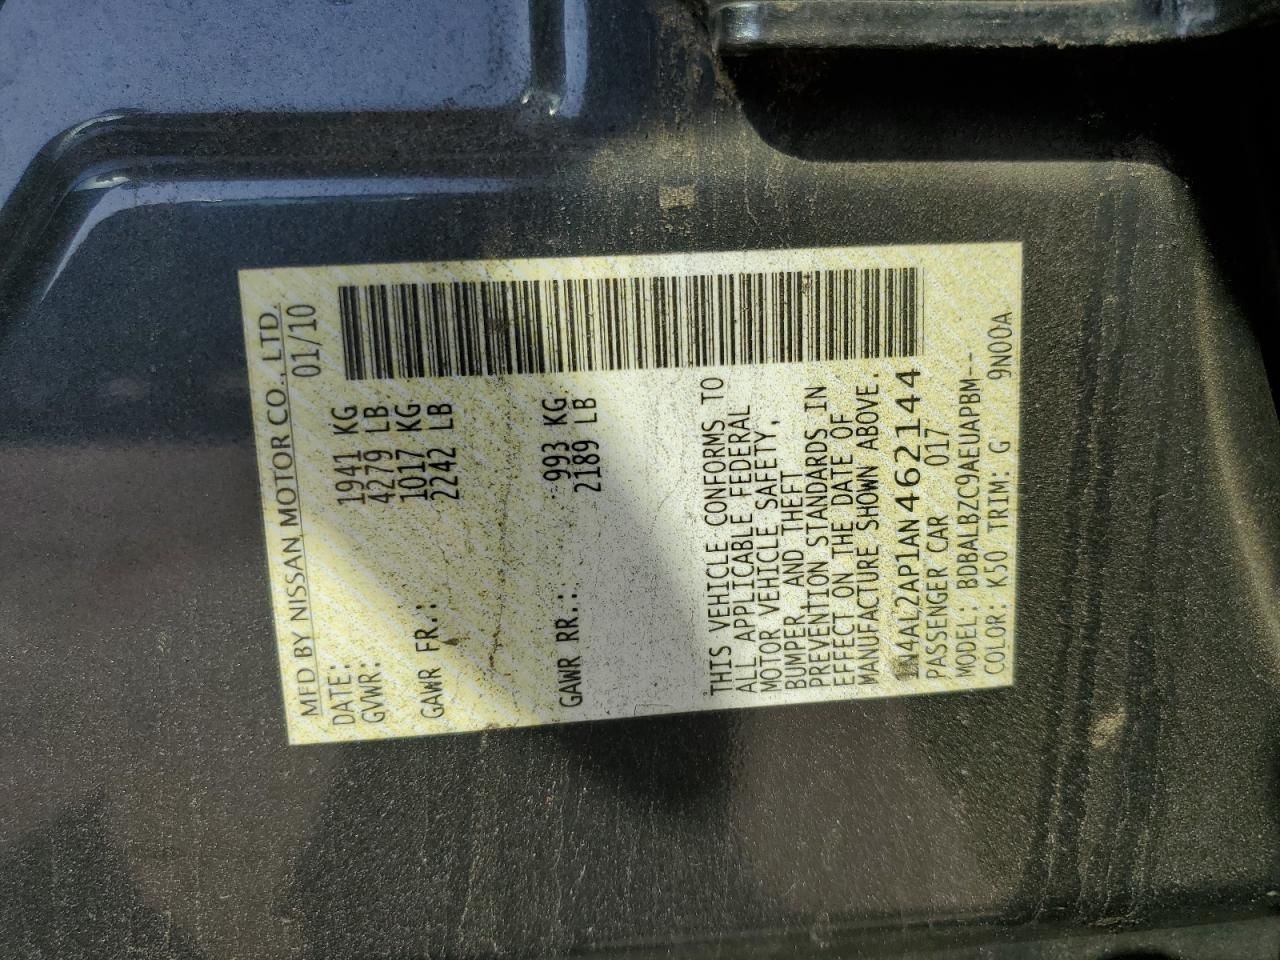 MFD BY NISSAN MOTOR CO., LTD.
DATE: 01/10
GVWR: 1941 KG
4279 LB
GAWR FR.: 1017 KG
2242 LB
GAWR RR.: 993 KG
2189 LB
THIS VEHICLE CONFORMS TO
ALL APPLICABLE FEDERAL
MOTOR VEHICLE SAFETY,
BUMPER AND THEFT
PREVENTION STANDARDS IN
EFFECT ON THE DATE OF
MANUFACTURE SHOWN ABOVE.
1N4AL2AP1AN462144
PASSENGER CAR 017
MODEL: BDBALBZC9AEUAPBM--
COLOR: K50 TRIM: G 9N00A